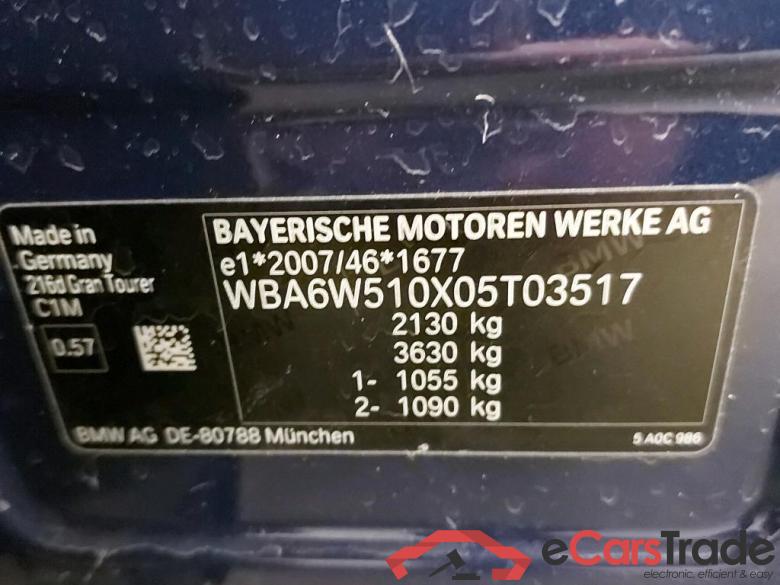 Made in
Germany
216d Gran Tourer
C1M
0.57
BAYERISCHE MOTOREN WERKE AG
e1*2007/46*1677
WBA6W510X05T03517
2130 kg
3630 kg
1- 1055 kg
2- 1090 kg
BMW AG DE-80788 München
5 A0C 986
eCarsTrade
electronic, efficient & easy